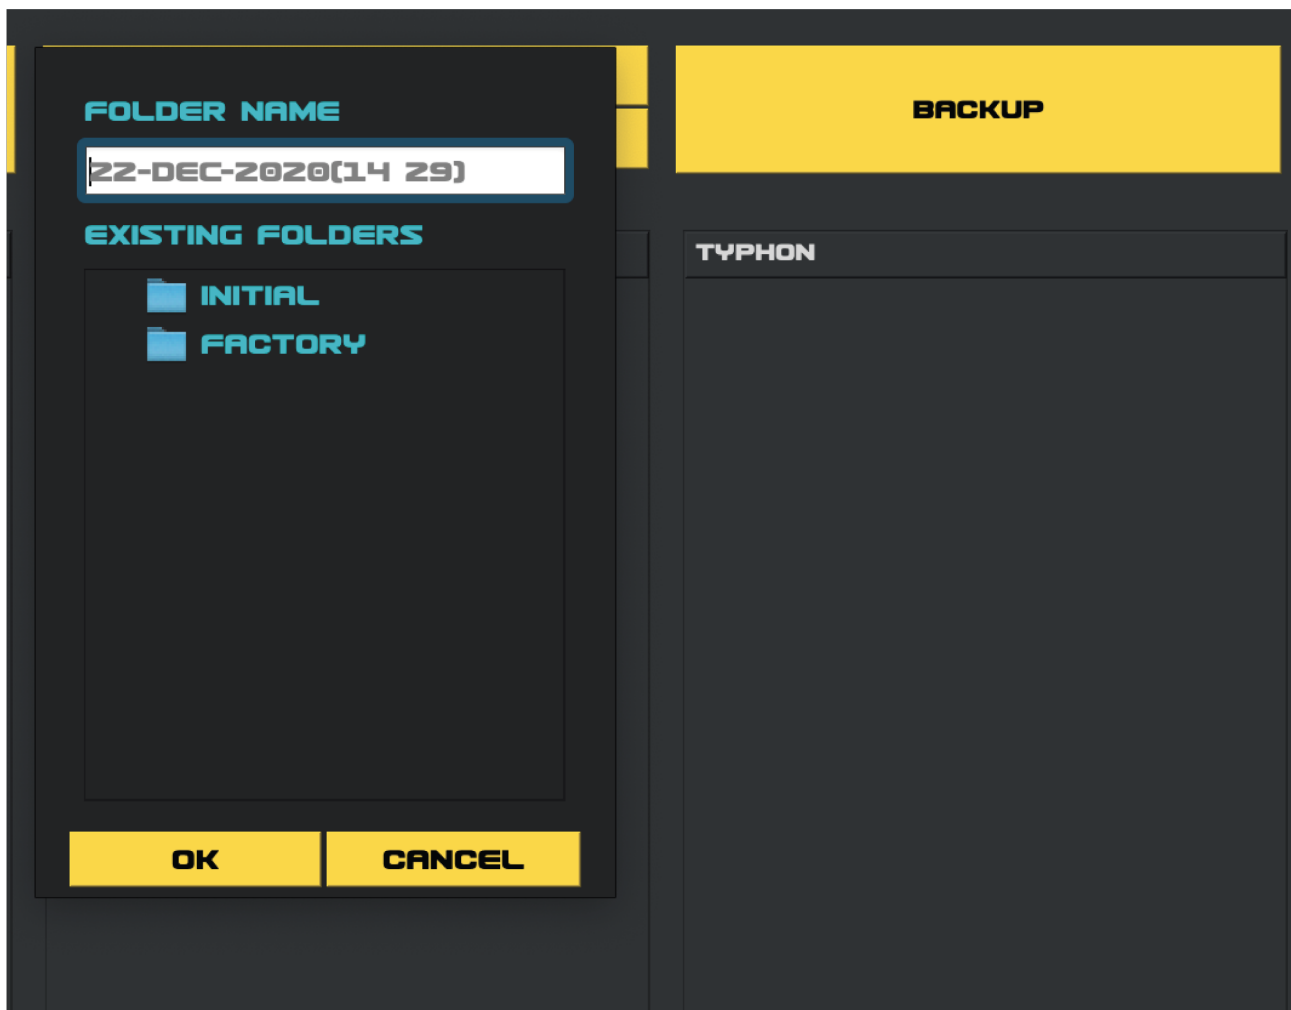 FOLDER NAME
22-DEC-2020(14 29)
EXISTING FOLDERS
INITIAL
FACTORY
OK
CANCEL
BACKUP
TYPHON